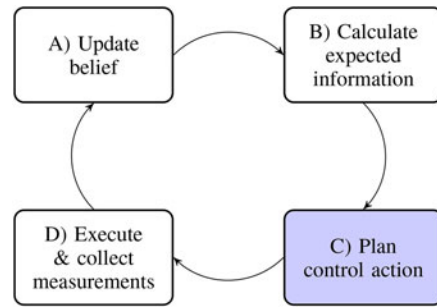 A) Update
belief
B) Calculate
expected
information
C) Plan
control action
D) Execute
& collect
measurements